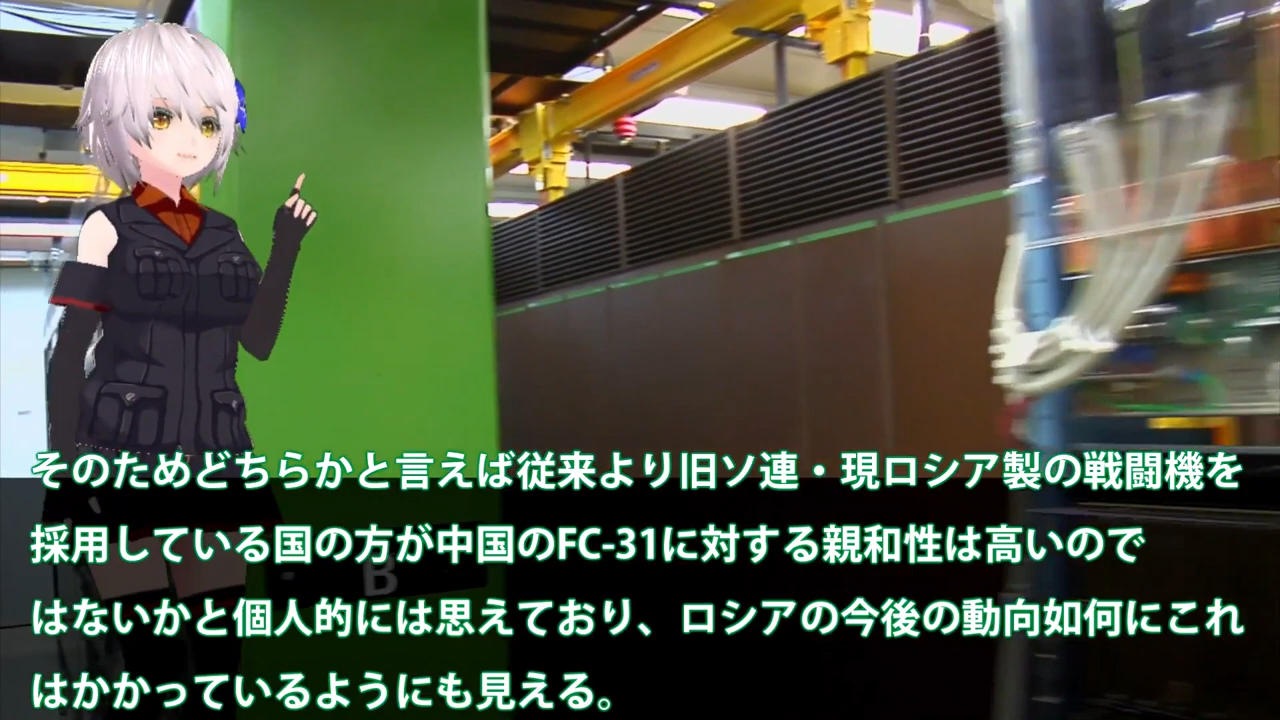 そのためどちらかと言えば従来より旧ソ連・現ロシア製の戦闘機を
採用している国の方が中国のFC-31に対する親和性は高いので
はないかと個人的には思えており、ロシアの今後の動向如何にこれ
はかかっているようにも見える。
B